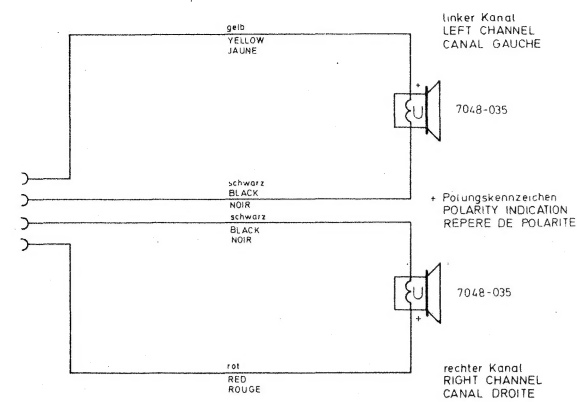 gelb
YELLOW
JAUNE
linker Kanal
LEFT CHANNEL
CANAL GAUCHE
+
7048-035
schwarz
BLACK
NOIR
+ Polungskennzeichen
POLARITY INDICATION
REPERE DE POLARITE
schwarz
BLACK
NOIR
7048-035
+
rot
RED
ROUGE
rechter Kanal
RIGHT CHANNEL
CANAL DROITE